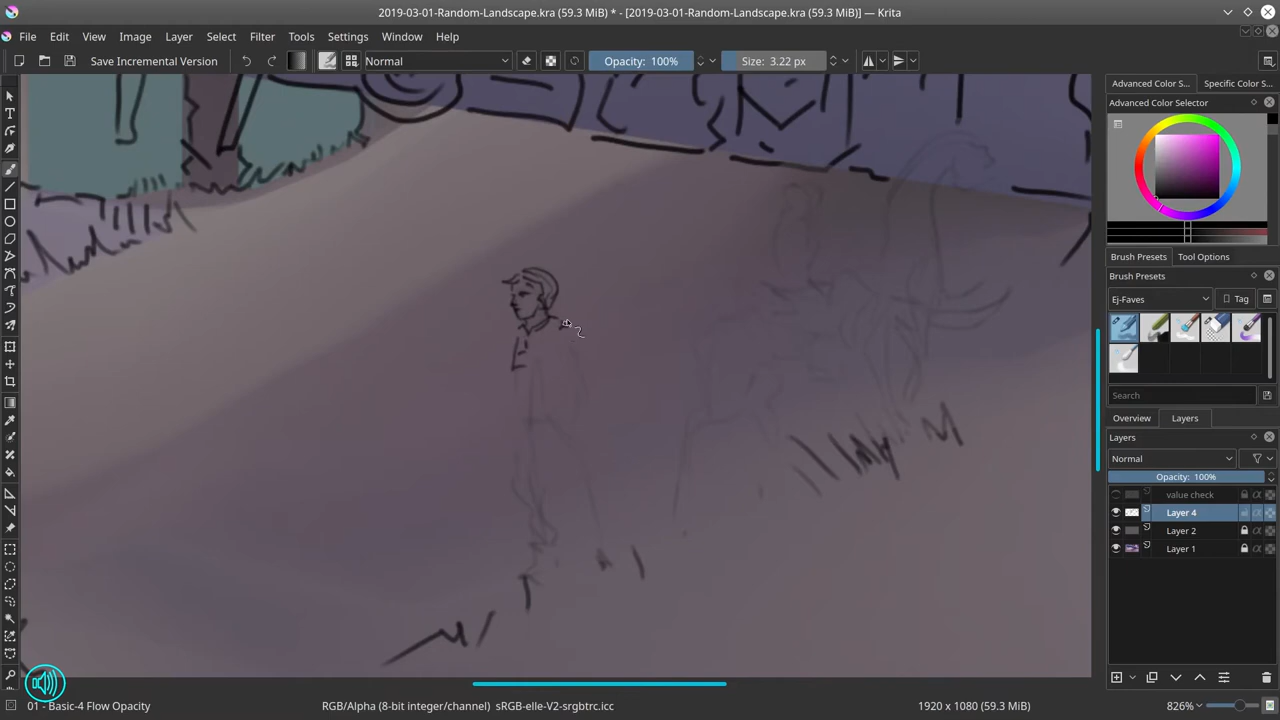 2019-03-01-Random-Landscape.kra (59.3 MiB) * - [2019-03-01-Random-Landscape.kra (59.3 MiB)] — Krita
File Edit View Image Layer Select Filter Tools Settings Window Help
Save Incremental Version Normal Opacity: 100% Size: 3.22 px
Advanced Color S... Specific Color S...
Advanced Color Selector
Brush Presets Tool Options
Brush Presets
Ej-Faves Tag
Search
Overview Layers
Layers
Normal
Opacity: 100%
value check
Layer 4
Layer 2
Layer 1
01 - Basic-4 Flow Opacity RGB/Alpha (8-bit integer/channel) sRGB-elle-V2-srgbtrc.icc 1920 x 1080 (59.3 MiB) 826%